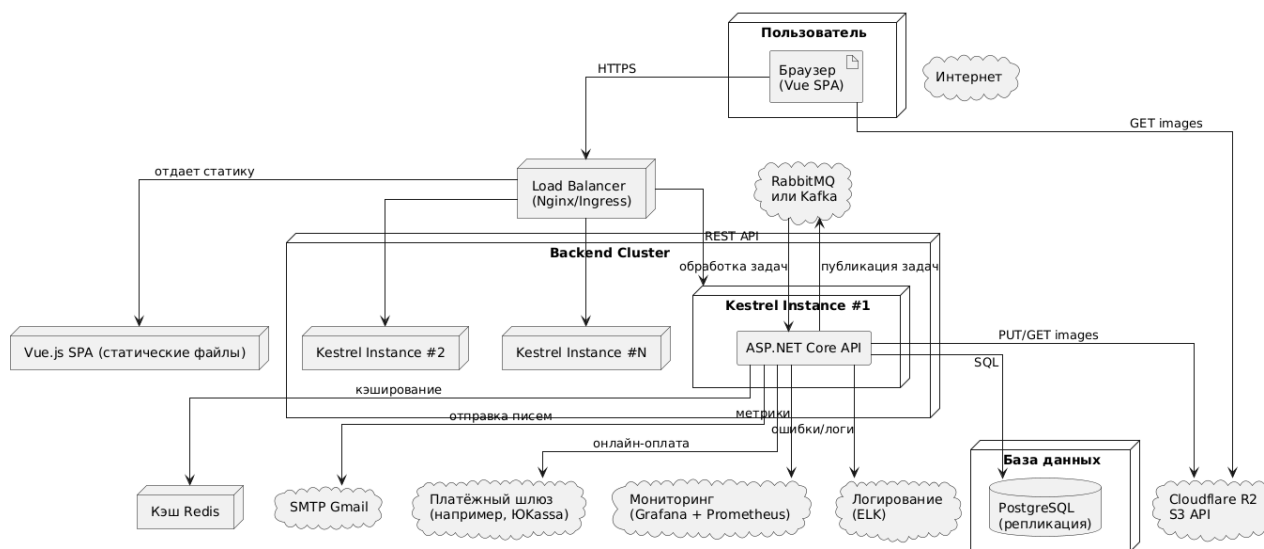 Пользователь
Браузер
(Vue SPA)
Интернет
HTTPS
GET images
отдает статику
Load Balancer
(Nginx/Ingress)
RabbitMQ
или Kafka
REST API
Backend Cluster
обработка задач
публикация задач
Kestrel Instance #1
Vue.js SPA (статические файлы)
Kestrel Instance #2
Kestrel Instance #N
ASP.NET Core API
PUT/GET images
SQL
кэширование
отправка писем
метрики
ошибки/логи
онлайн-оплата
База данных
Кэш Redis
SMTP Gmail
Платёжный шлюз
(например, ЮKassa)
Мониторинг
(Grafana + Prometheus)
Логирование
(ELK)
PostgreSQL
(репликация)
Cloudflare R2
S3 API